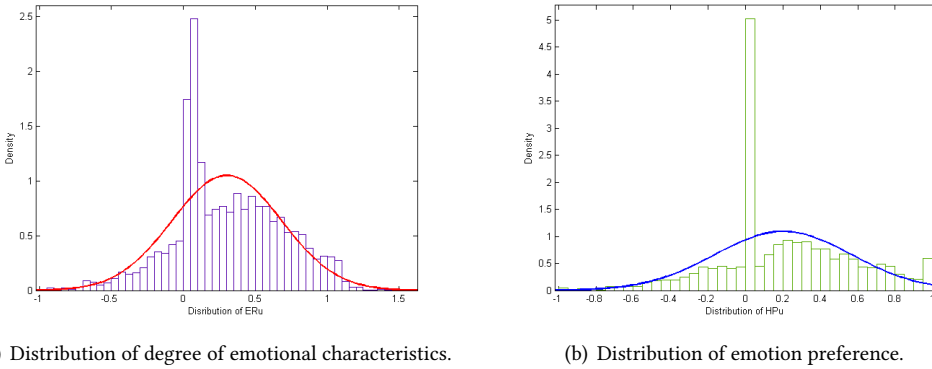 2.5
2
1.5
1
0.5
0
Density
-1 -0.5 0 0.5 1 1.5
Disribution of ERu
5
4.5
4
3.5
3
2.5
2
1.5
1
0.5
0
Density
-1 -0.8 -0.6 -0.4 -0.2 0 0.2 0.4 0.6 0.8 1
Distribution of HPu
) Distribution of degree of emotional characteristics.
(b) Distribution of emotion preference.